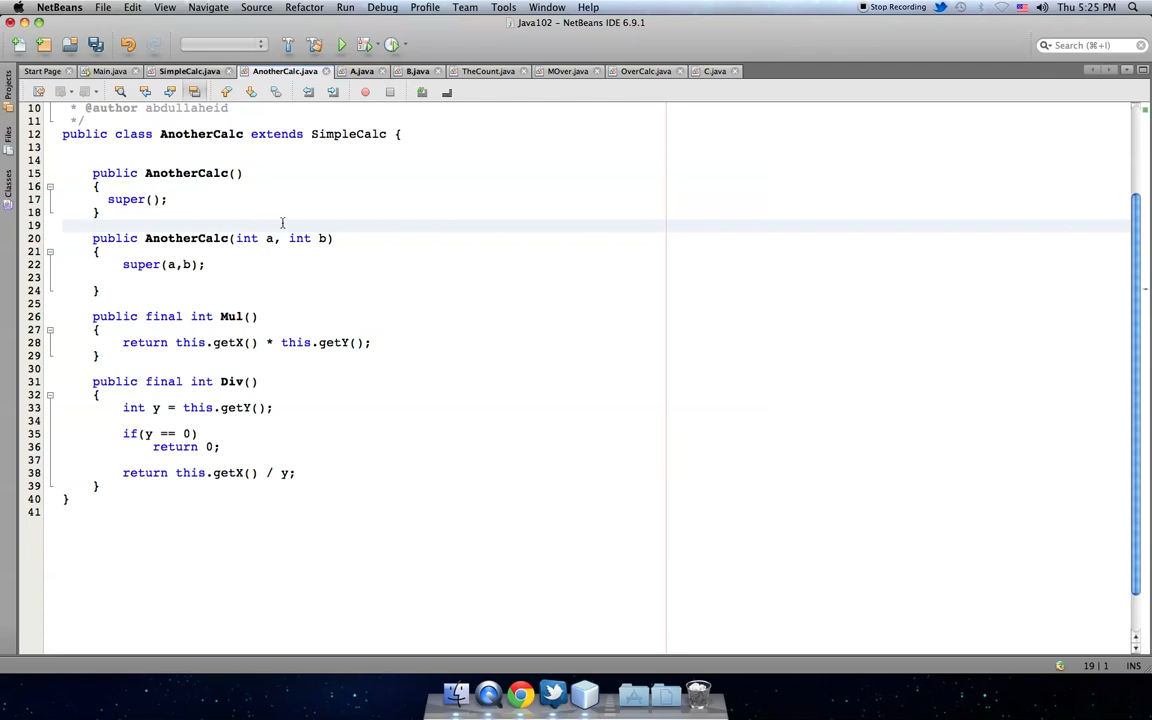 NetBeans File Edit View Navigate Source Refactor Run Debug Profile Team Tools Window Help Stop Recording Thu 5:25 PM
Java102 - NetBeans IDE 6.9.1
Search (⌘+I)
Start Page Main.java SimpleCalc.java AnotherCalc.java A.java B.java TheCount.java MOver.java OverCalc.java C.java
Projects
Files
Classes
10 * @author abdullaheid
11 */
12 public class AnotherCalc extends SimpleCalc {
13
14
15 public AnotherCalc()
16 {
17 super();
18 }
19
20 public AnotherCalc(int a, int b)
21 {
22 super(a,b);
23
24 }
25
26 public final int Mul()
27 {
28 return this.getX() * this.getY();
29 }
30
31 public final int Div()
32 {
33 int y = this.getY();
34
35 if(y == 0)
36 return 0;
37
38 return this.getX() / y;
39 }
40 }
41
19 | 1 INS